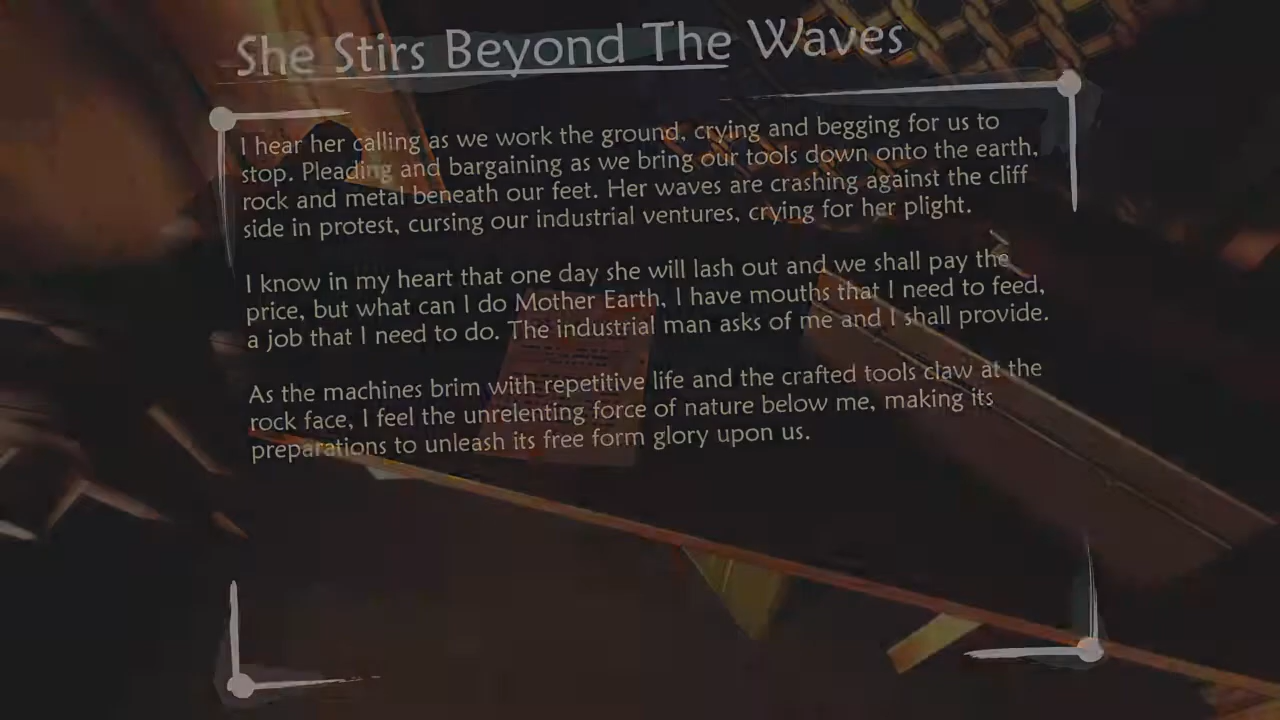 She Stirs Beyond The Waves
I hear her calling as we work the ground, crying and begging for us to
stop. Pleading and bargaining as we bring our tools down onto the earth,
rock and metal beneath our feet. Her waves are crashing against the cliff
side in protest, cursing our industrial ventures, crying for her plight.
I know in my heart that one day she will lash out and we shall pay the
price, but what can I do Mother Earth, I have mouths that I need to feed,
a job that I need to do. The industrial man asks of me and I shall provide.
As the machines brim with repetitive life and the crafted tools claw at the
rock face, I feel the unrelenting force of nature below me, making its
preparations to unleash its free form glory upon us.